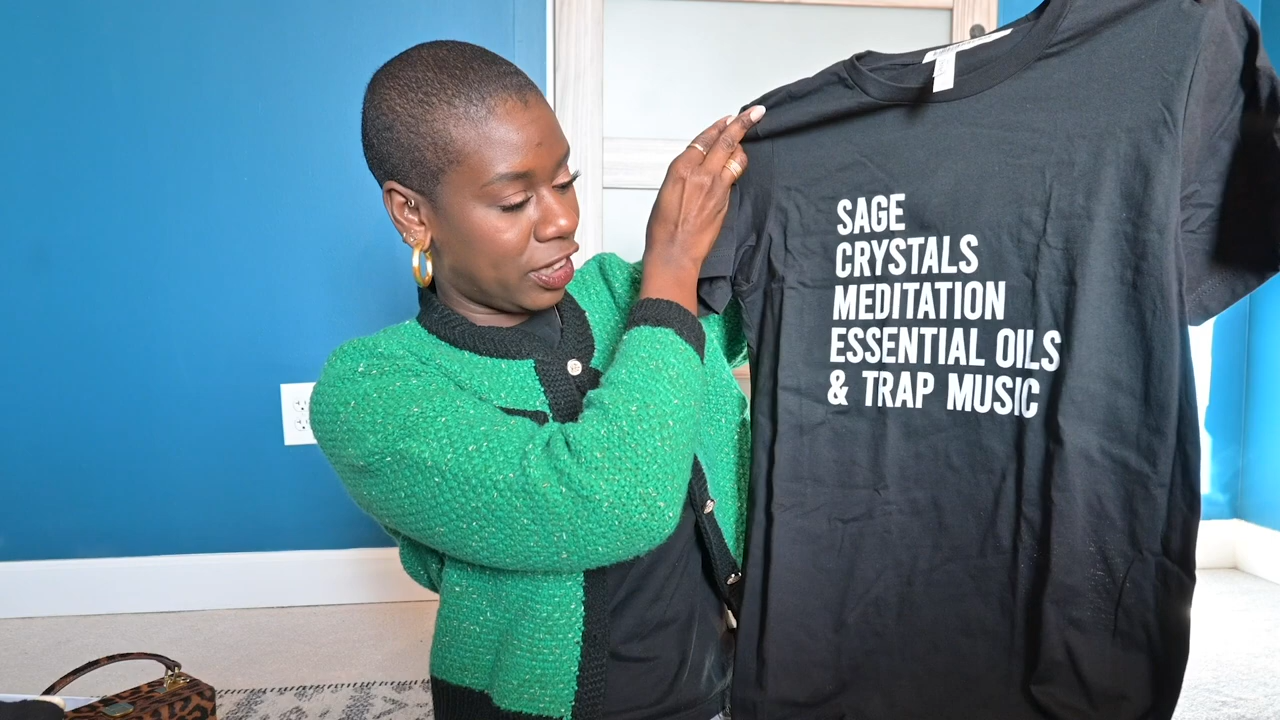 SAGE
CRYSTALS
MEDITATION
ESSENTIAL OILS
& TRAP MUSIC